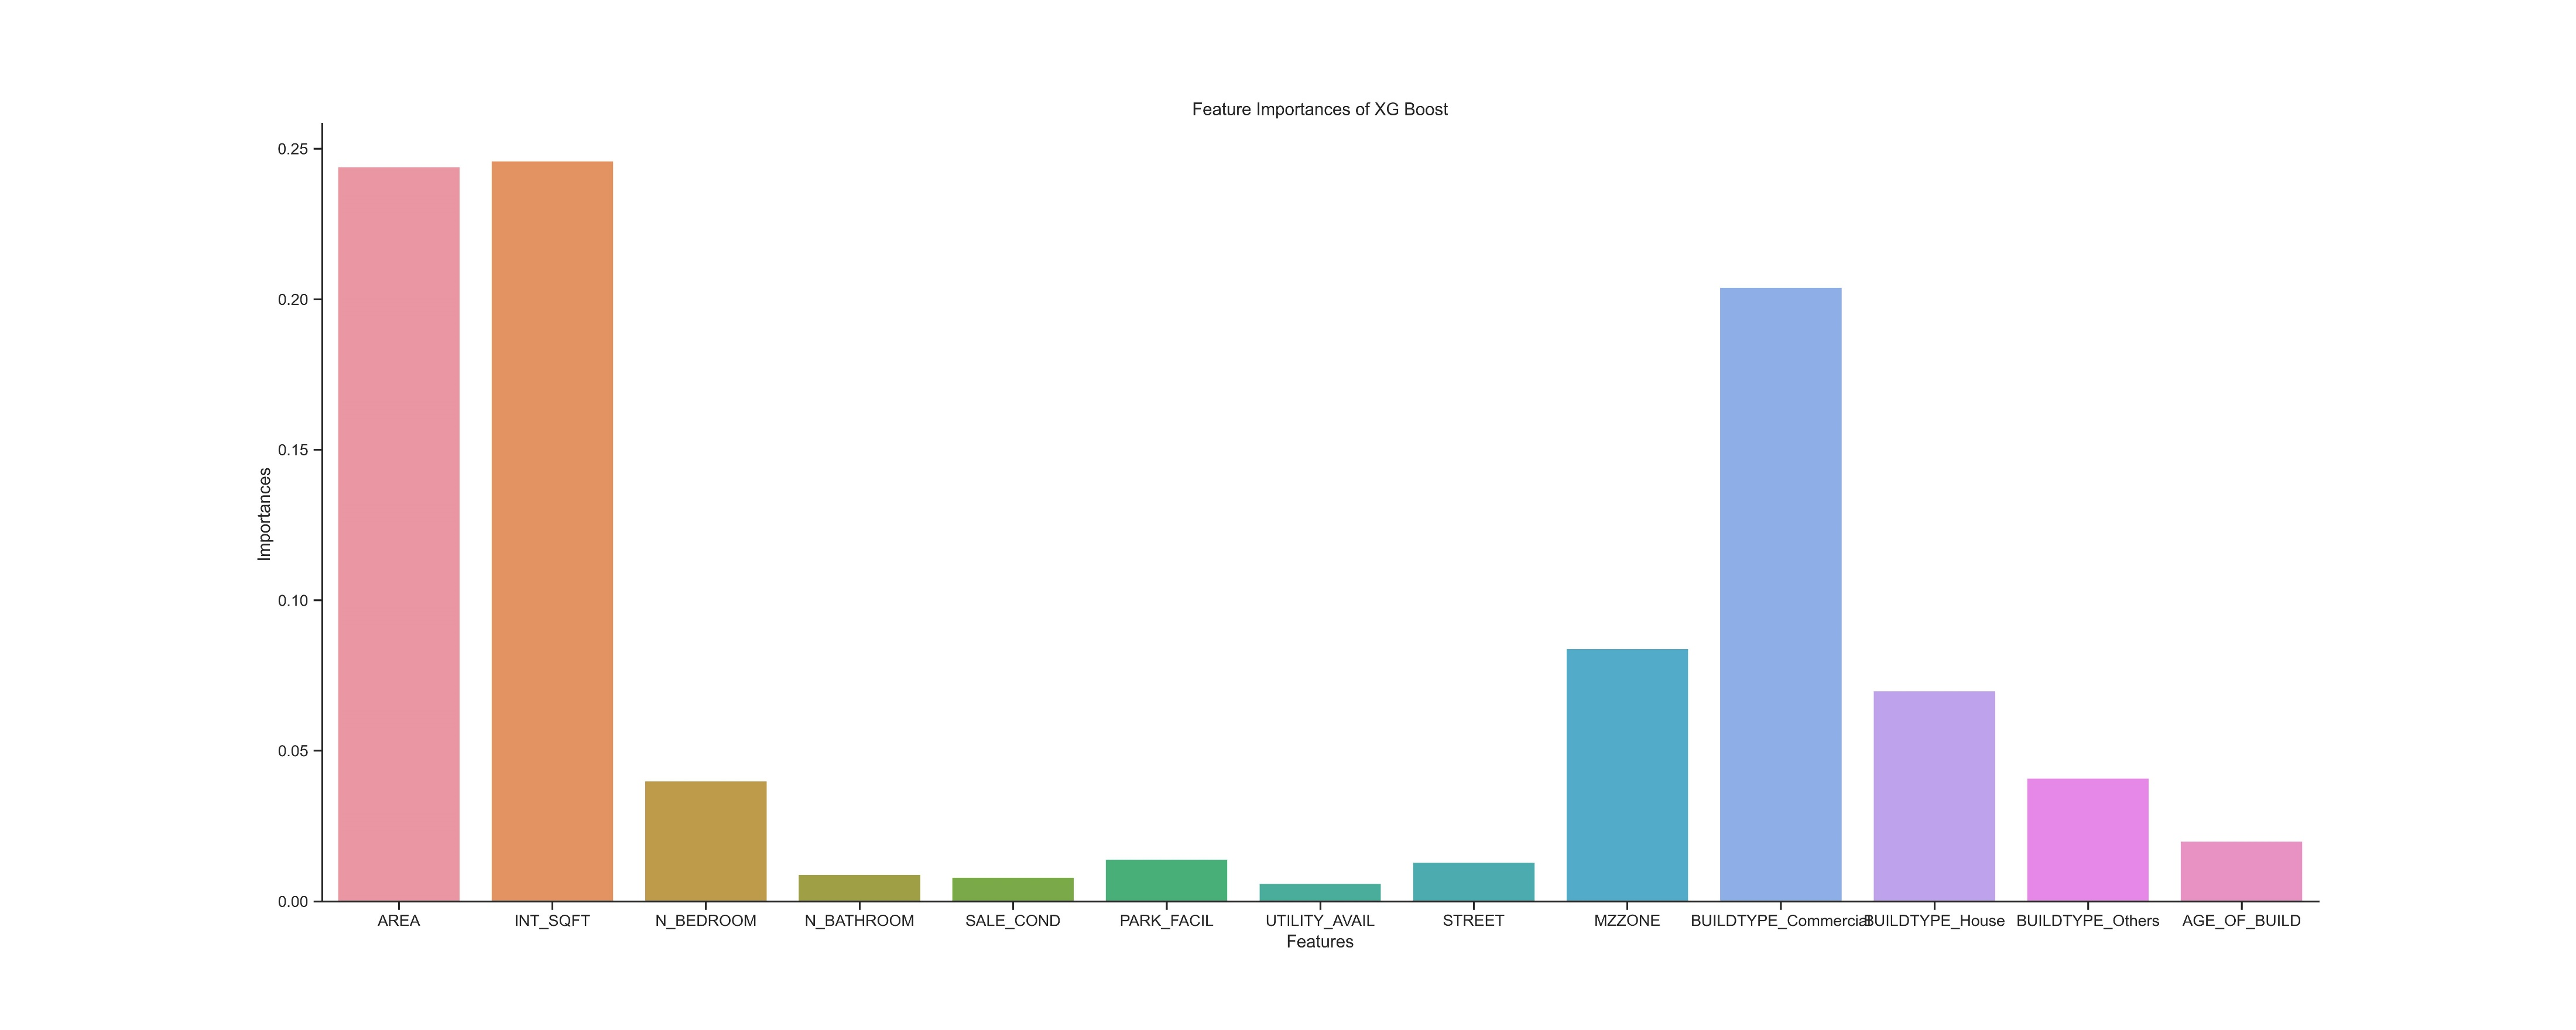 Feature Importances of XG Boost
0.25
0.20
0.15
0.10
0.05
0.00
Importances
AREA INT_SQFT N_BEDROOM N_BATHROOM SALE_COND PARK_FACIL UTILITY_AVAIL STREET MZZONE BUILDTYPE_Commercial BUILDTYPE_House BUILDTYPE_Others AGE_OF_BUILD
Features